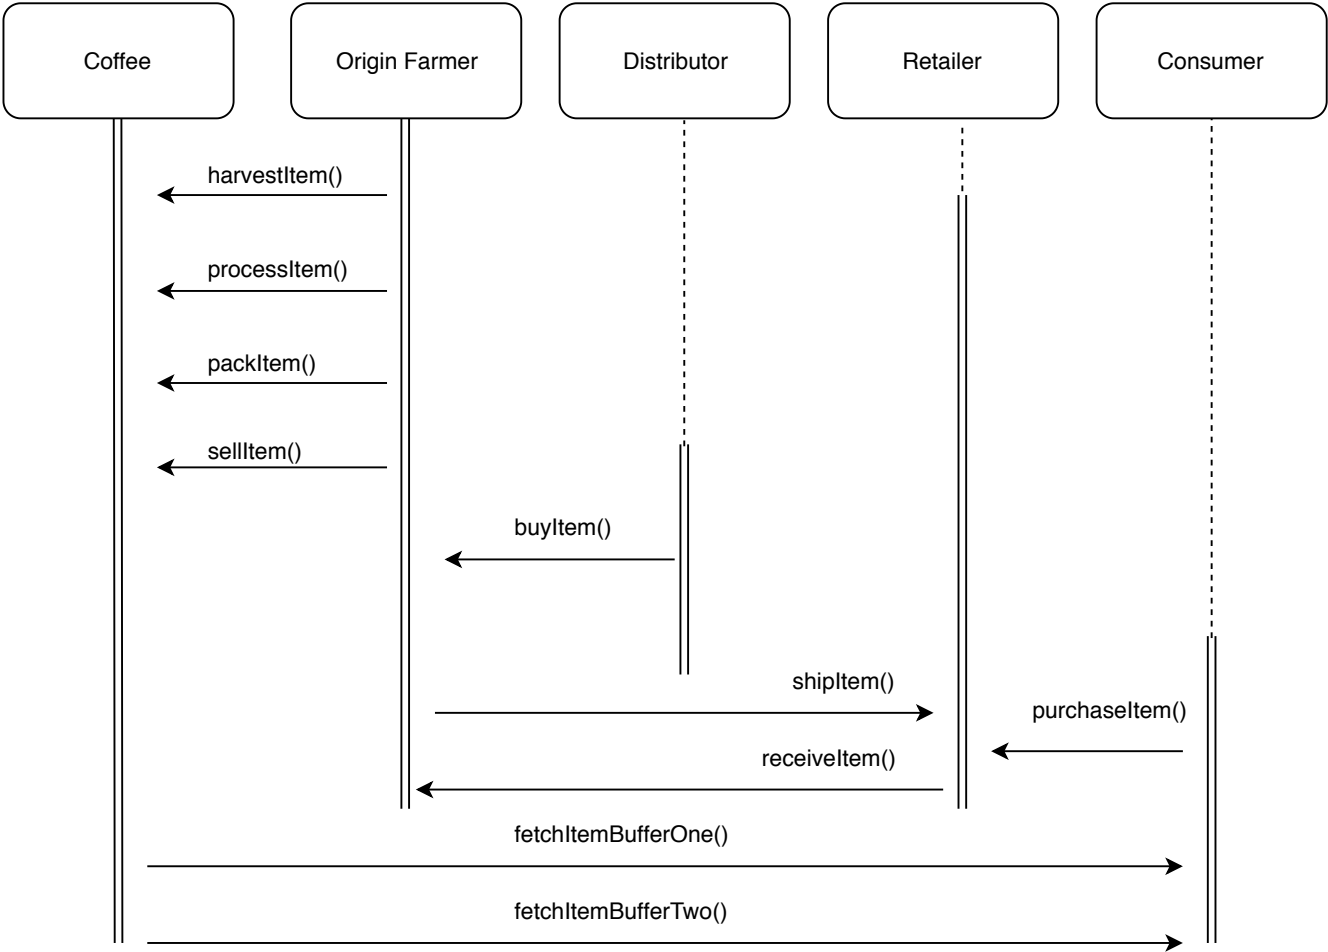 Coffee
Origin Farmer
Distributor
Retailer
Consumer
harvestItem()
processItem()
packItem()
sellItem()
buyItem()
shipItem()
purchaseItem()
receiveItem()
fetchItemBufferOne()
fetchItemBufferTwo()